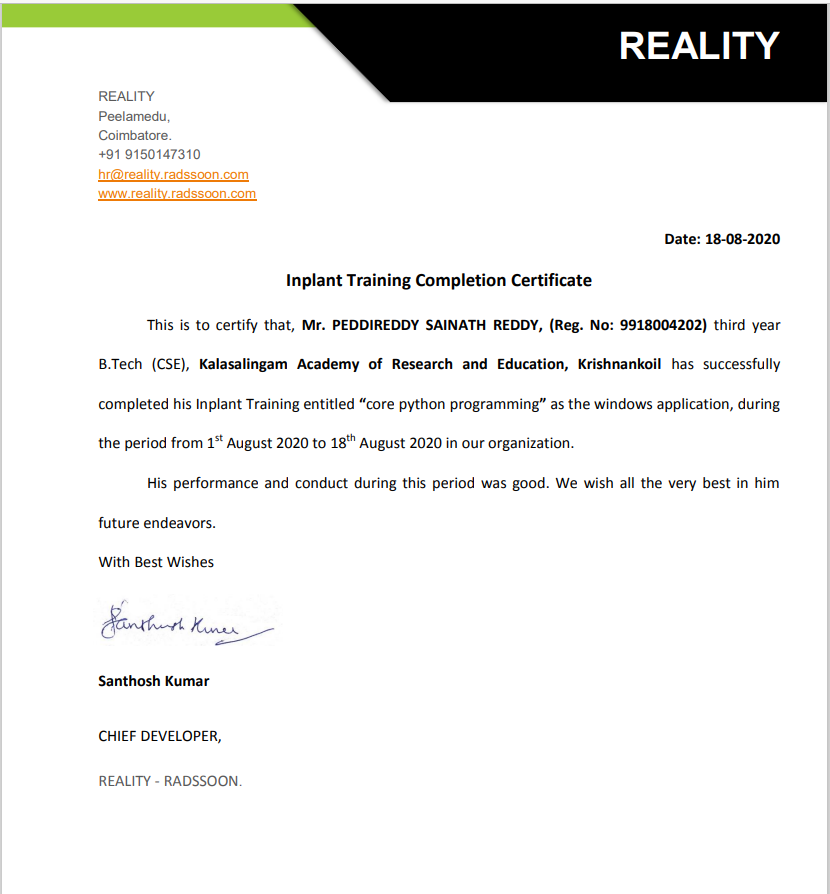 REALITY
REALITY
Peelamedu,
Coimbatore.
+91 9150147310
hr@reality.radssoon.com
www.reality.radssoon.com
Date: 18-08-2020
Inplant Training Completion Certificate
This is to certify that, Mr. PEDDIREDDY SAINATH REDDY, (Reg. No: 9918004202) third year
B.Tech (CSE), Kalasalingam Academy of Research and Education, Krishnankoil has successfully
completed his Inplant Training entitled “core python programming” as the windows application, during
the period from 1st August 2020 to 18th August 2020 in our organization.
His performance and conduct during this period was good. We wish all the very best in him
future endeavors.
With Best Wishes
Santhosh Kumar
Santhosh Kumar
CHIEF DEVELOPER,
REALITY - RADSSOON.